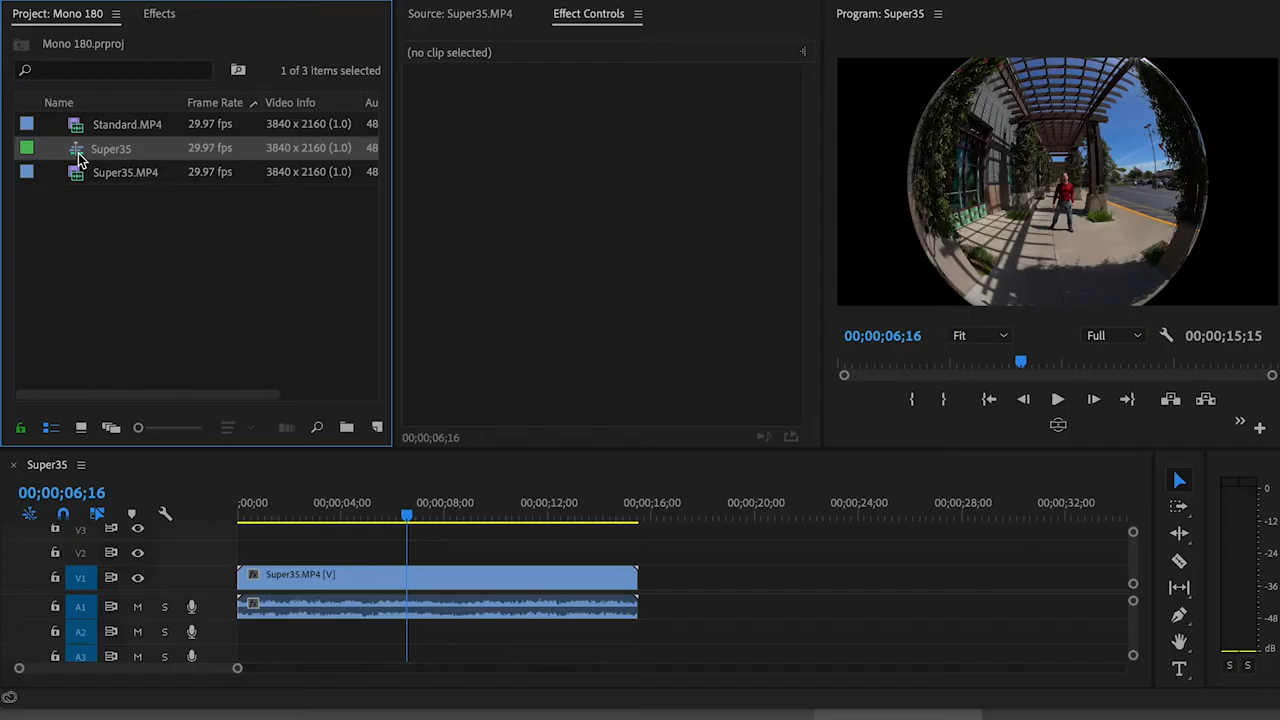 Project: Mono 180
Effects
Mono 180.prproj
1 of 3 items selected
Name Frame Rate Video Info Au
Standard.MP4 29.97 fps 3840 x 2160 (1.0) 48
Super35 29.97 fps 3840 x 2160 (1.0) 48
Super35.MP4 29.97 fps 3840 x 2160 (1.0) 48
Source: Super35.MP4
Effect Controls
(no clip selected)
00;00;06;16
Program: Super35
00;00;06;16 Fit Full 00;00;15;15
Super35
00;00;06;16
;00;00 00;00;04;00 00;00;08;00 00;00;12;00 00;00;16;00 00;00;20;00 00;00;24;00 00;00;28;00 00;00;32;00
V3
V2
V1 Super35.MP4 [V]
A1 M S
A2 M S
A3 M S
0
-12
-24
-36
-48
dB
S S